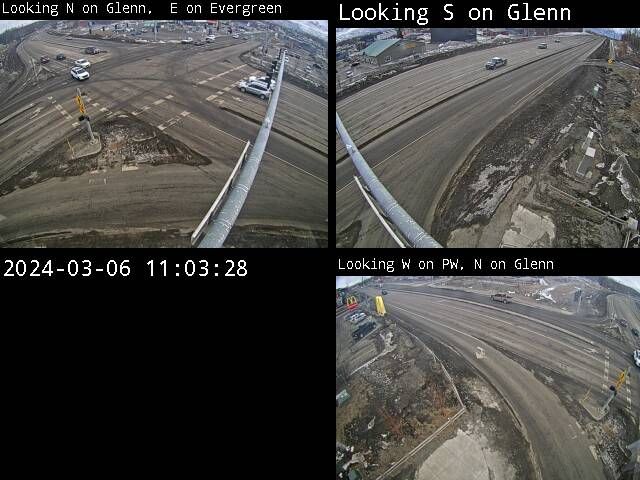 Looking N on Glenn, E on Evergreen
Looking S on Glenn
2024-03-06 11:03:28
Looking W on PW, N on Glenn